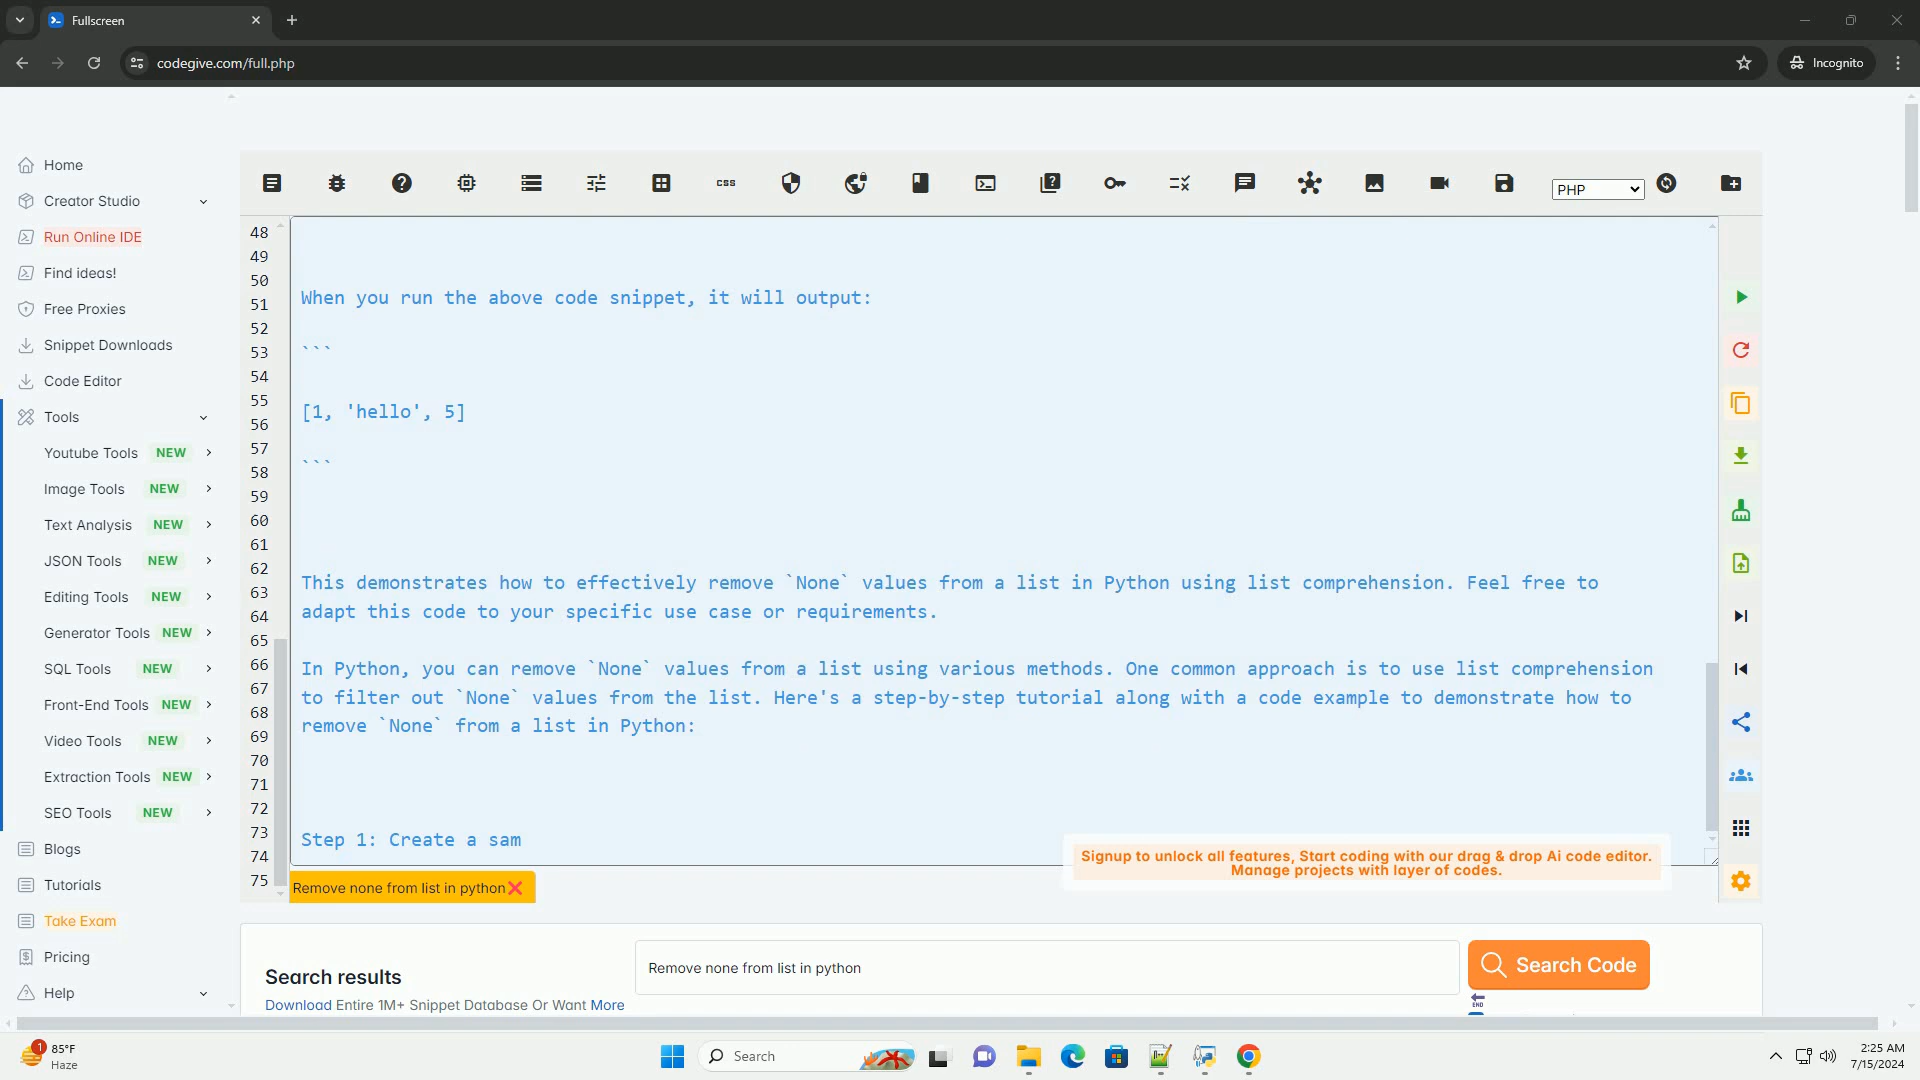 Fullscreen
codegive.com/full.php
Incognito
Home
Creator Studio
Run Online IDE
Find ideas!
Free Proxies
Snippet Downloads
Code Editor
Tools
Youtube Tools NEW
Image Tools NEW
Text Analysis NEW
JSON Tools NEW
Editing Tools NEW
Generator Tools NEW
SQL Tools NEW
Front-End Tools NEW
Video Tools NEW
Extraction Tools NEW
SEO Tools NEW
Blogs
Tutorials
Take Exam
Pricing
Help
css
PHP
48
49
50
51
52
53
54
55
56
57
58
59
60
61
62
63
64
65
66
67
68
69
70
71
72
73
74
75
When you run the above code snippet, it will output:
```
[1, 'hello', 5]
```
This demonstrates how to effectively remove `None` values from a list in Python using list comprehension. Feel free to
adapt this code to your specific use case or requirements.
In Python, you can remove `None` values from a list using various methods. One common approach is to use list comprehension
to filter out `None` values from the list. Here's a step-by-step tutorial along with a code example to demonstrate how to
remove `None` from a list in Python:
Step 1: Create a sam
Signup to unlock all features, Start coding with our drag & drop Ai code editor.
Manage projects with layer of codes.
Remove none from list in python
Search results
Download Entire 1M+ Snippet Database Or Want More
Remove none from list in python
Search Code
END
1
85°F
Haze
Search
2:25 AM
7/15/2024